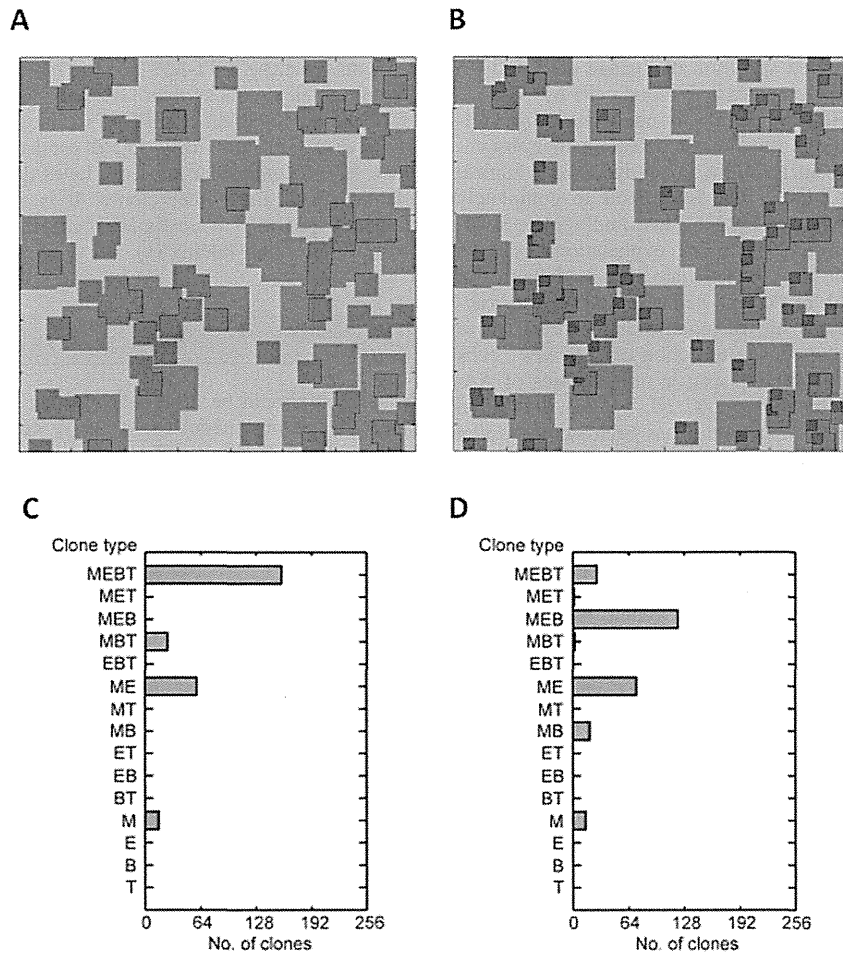 A
B
C
Clone type
MEBT
MET
MEB
MBT
EBT
ME
MT
MB
ET
EB
BT
M
E
B
T
0 64 128 192 256
No. of clones
D
Clone type
MEBT
MET
MEB
MBT
EBT
ME
MT
MB
ET
EB
BT
M
E
B
T
0 64 128 192 256
No. of clones